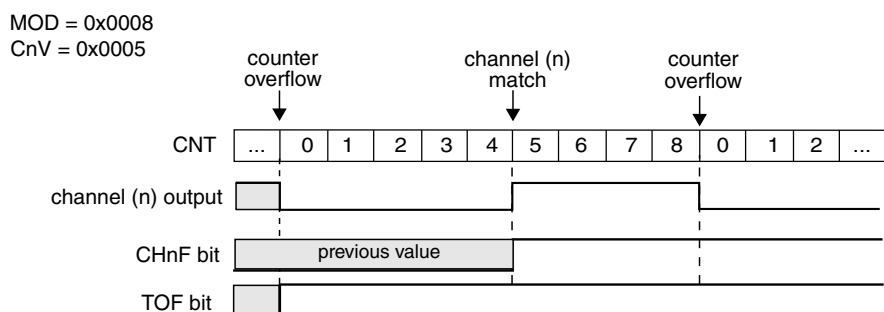 MOD = 0x0008
CnV = 0x0005
counter
overflow
channel (n)
match
counter
overflow
CNT ... 0 1 2 3 4 5 6 7 8 0 1 2 ...
channel (n) output
CHnF bit previous value
TOF bit